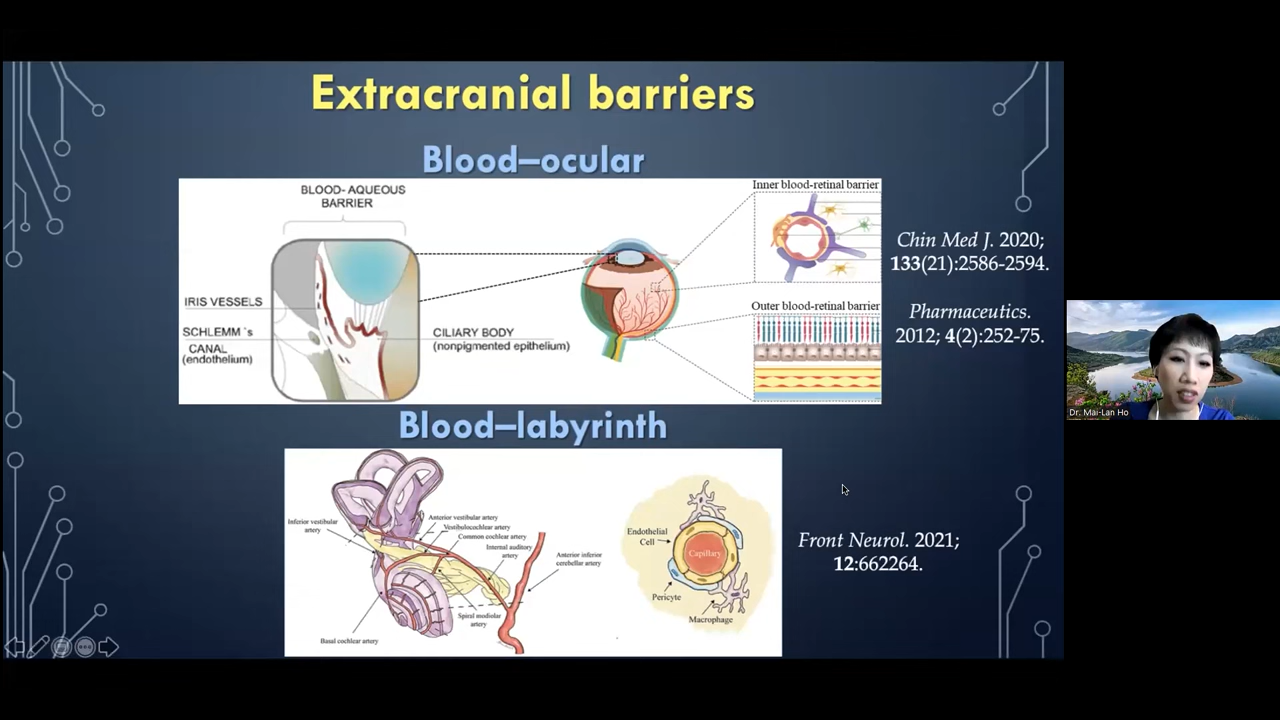 Extracranial barriers
Blood–ocular
BLOOD- AQUEOUS
BARRIER
IRIS VESSELS
SCHLEMM´s
CANAL
(endothelium)
CILIARY BODY
(nonpigmented epithelium)
Inner blood-retinal barrier
Outer blood-retinal barrier
Chin Med J. 2020;
133(21):2586-2594.
Pharmaceutics.
2012; 4(2):252-75.
Dr. Mai-Lan Ho
Blood–labyrinth
Inferior vestibular
artery
Anterior vestibular artery
Vestibulocochlear artery
Common cochlear artery
Internal auditory
artery
Anterior inferior
cerebellar artery
Spiral modiolar
artery
Basal cochlear artery
Endothelial
Cell
Capillary
Pericyte
Macrophage
Front Neurol. 2021;
12:662264.